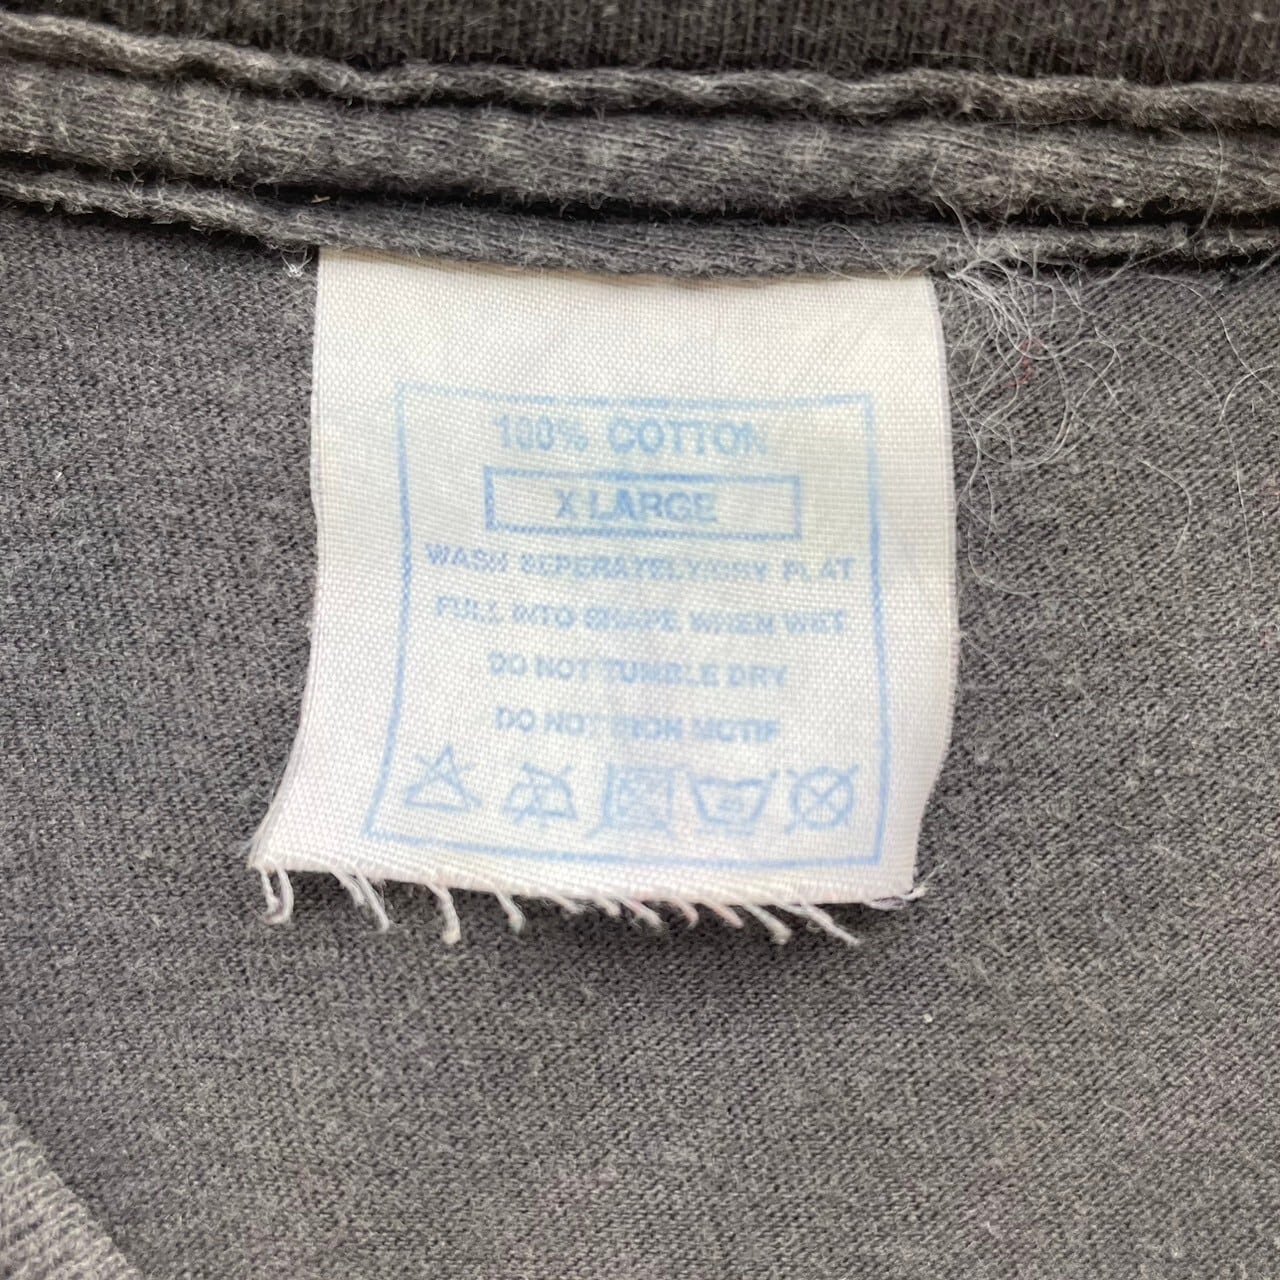 100% COTTON
X LARGE
WASH SEPERATELY/DRY FLAT
PULL INTO SHAPE WHEN WET
DO NOT TUMBLE DRY
DO NOT IRON MOTIF